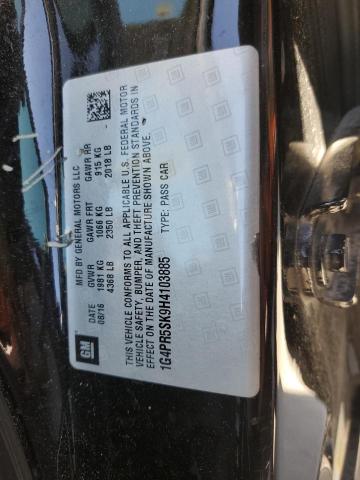 GM
MFD BY GENERAL MOTORS LLC
DATE GVWR GAWR FRT GAWR RR
08/16 1981 KG 1066 KG 915 KG
4368 LB 2350 LB 2018 LB
THIS VEHICLE CONFORMS TO ALL APPLICABLE U.S. FEDERAL MOTOR
VEHICLE SAFETY, BUMPER, AND THEFT PREVENTION STANDARDS IN
EFFECT ON THE DATE OF MANUFACTURE SHOWN ABOVE.
1G4PR5SK9H4103885 TYPE: PASS CAR